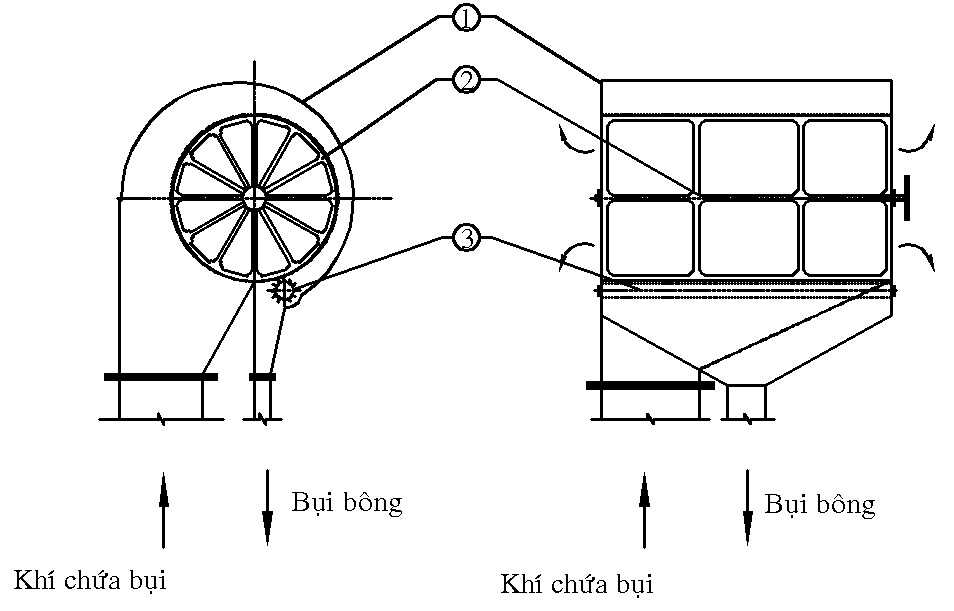 1
2
3
Bụi bông
Bụi bông
Khí chứa bụi
Khí chứa bụi